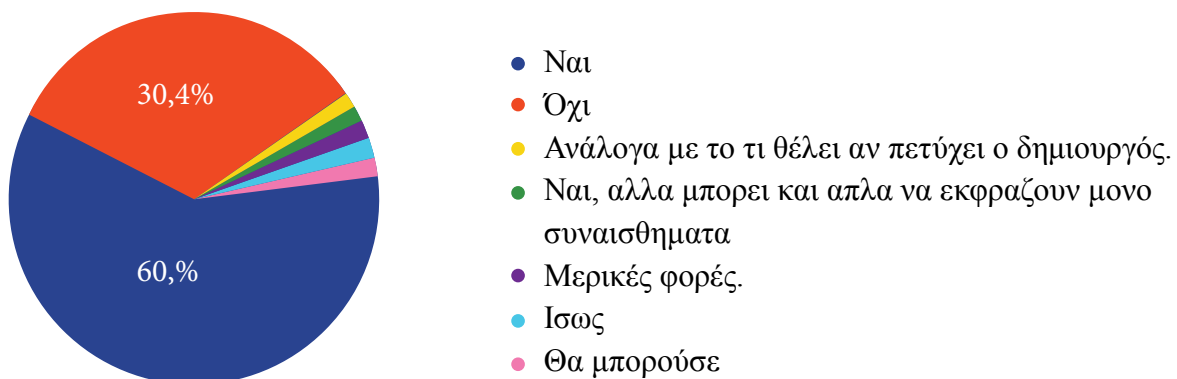 30,4%
60,%
Ναι
Όχι
Ανάλογα με το τι θέλει αν πετύχει ο δημιουργός.
Ναι, αλλα μπορει και απλα να εκφραζουν μονο
συναισθηματα
Μερικές φορές.
Ισως
Θα μπορούσε